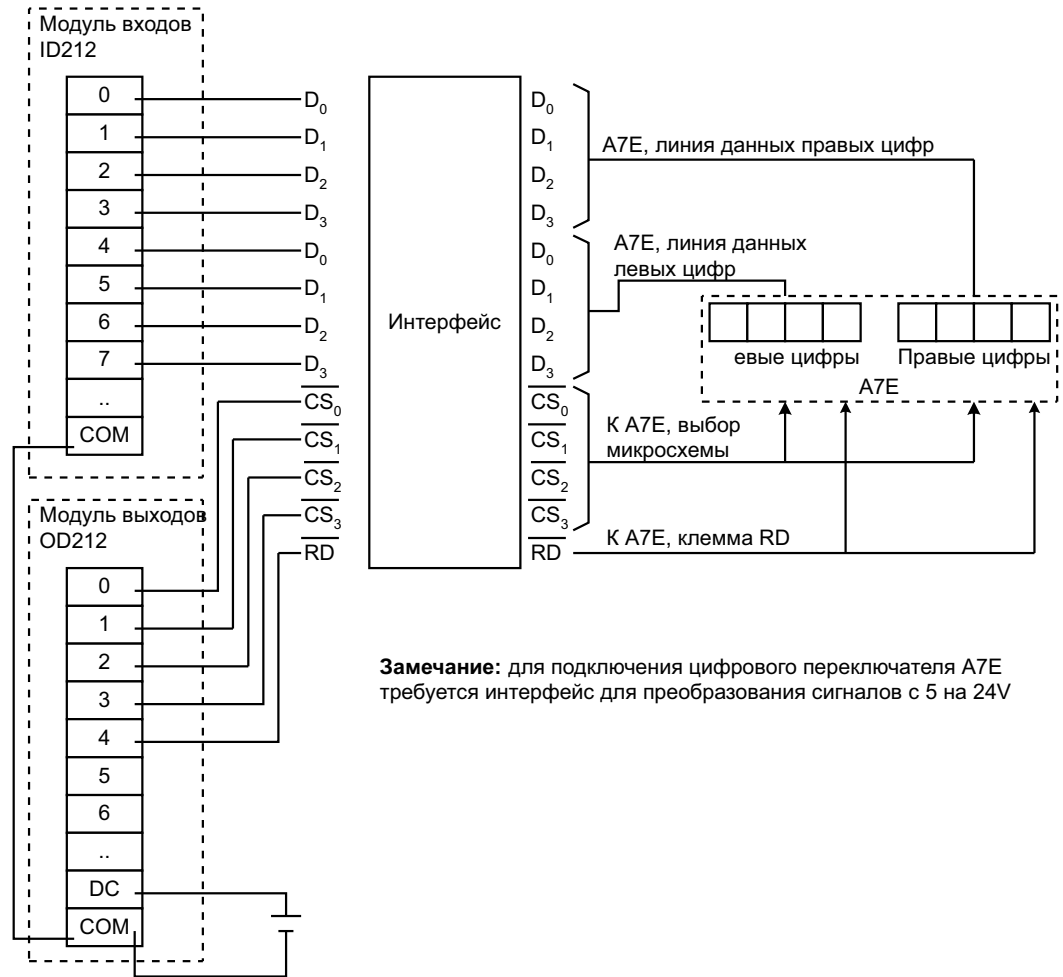 Модуль входов
ID212
0
1
2
3
4
5
6
7
..
COM
D0
D1
D2
D3
D0
D1
D2
D3
CS0
CS1
CS2
CS3
RD
Интерфейс
D0
D1
D2
D3
D0
D1
D2
D3
CS0
CS1
CS2
CS3
RD
A7E, линия данных правых цифр
A7E, линия данных
левых цифр
евые цифры
Правые цифры
A7E
К A7E, выбор
микросхемы
К A7E, клемма RD
Модуль выходов
OD212
0
1
2
3
4
5
6
..
DC
COM
Замечание: для подключения цифрового переключателя A7E
требуется интерфейс для преобразования сигналов с 5 на 24V